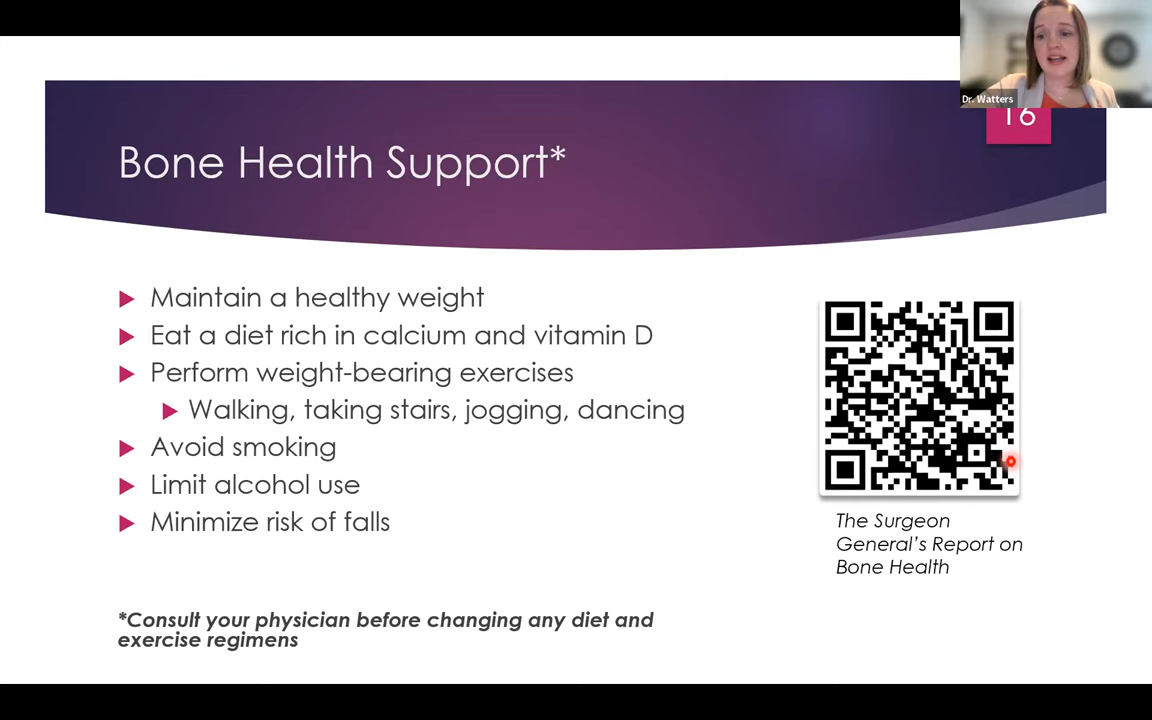 Dr. Watters
16
Bone Health Support*
Maintain a healthy weight
Eat a diet rich in calcium and vitamin D
Perform weight-bearing exercises
Walking, taking stairs, jogging, dancing
Avoid smoking
Limit alcohol use
Minimize risk of falls
The Surgeon
General’s Report on
Bone Health
*Consult your physician before changing any diet and
exercise regimens